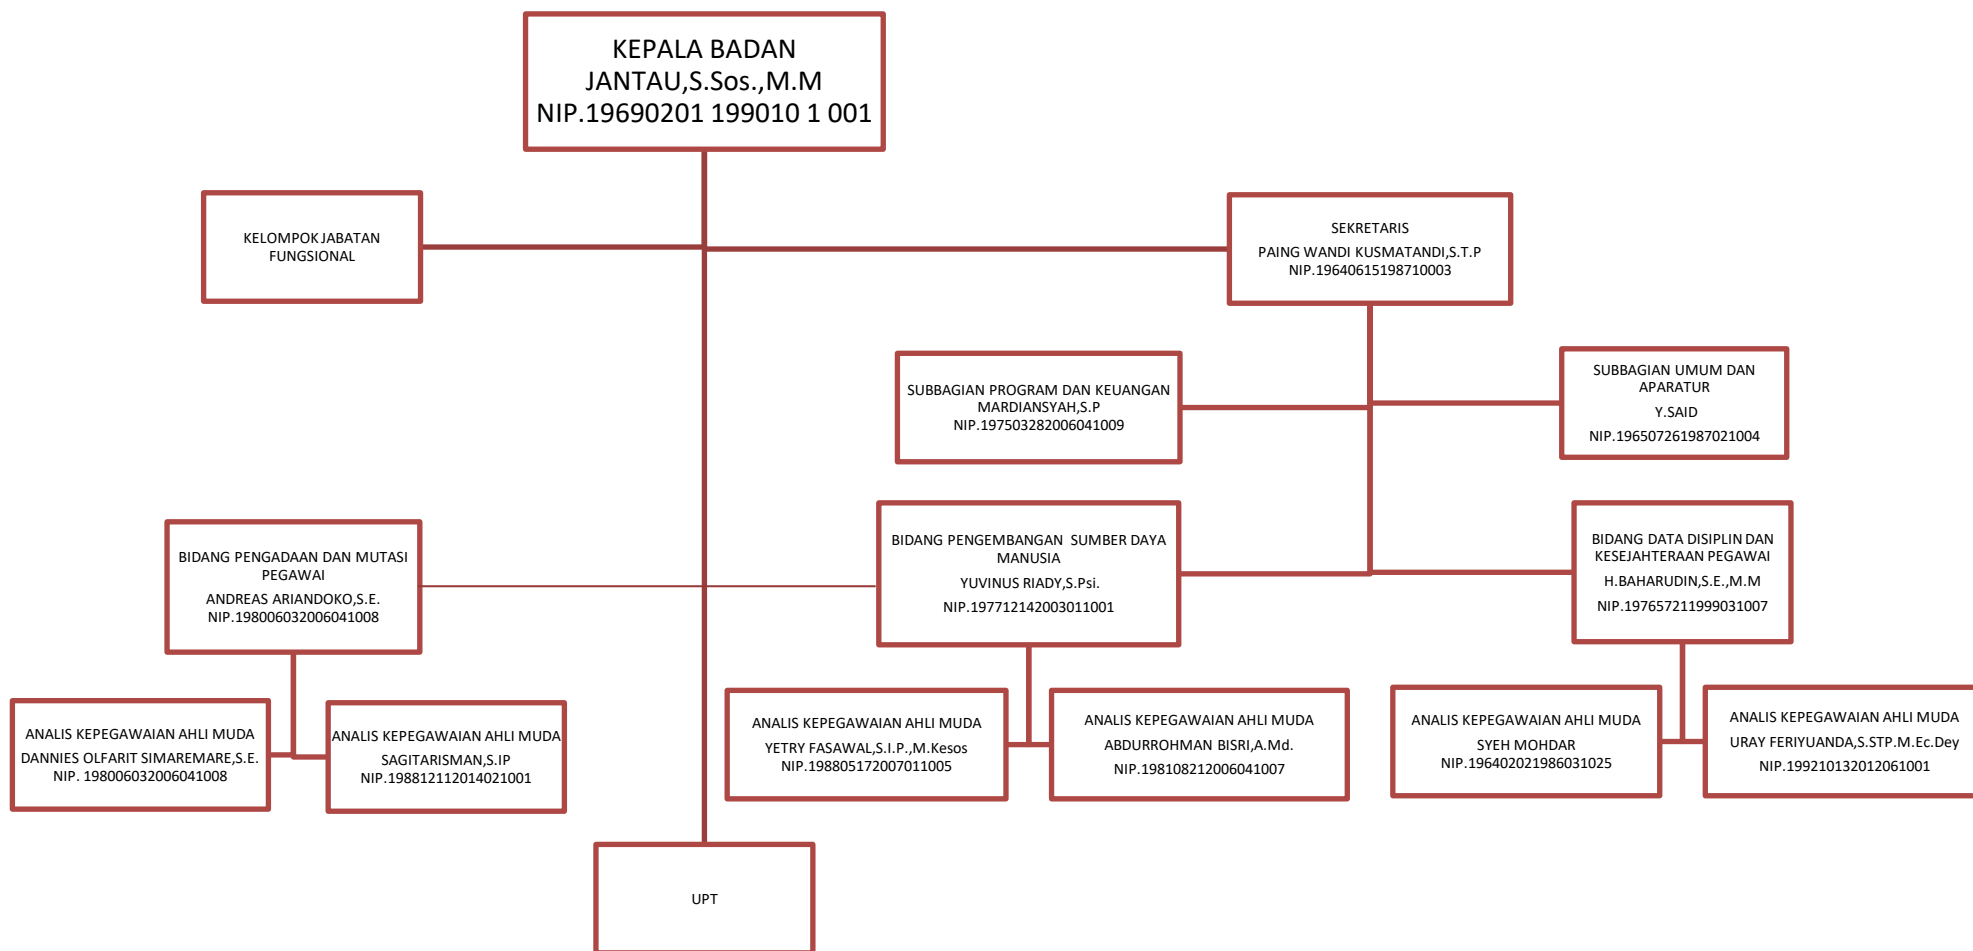 KEPALA BADAN
JANTAU,S.Sos.,M.M
NIP.19690201 199010 1 001
KELOMPOK JABATAN
FUNGSIONAL
SEKRETARIS
PAING WANDI KUSMATANDI,S.T.P
NIP.19640615198710003
SUBBAGIAN PROGRAM DAN KEUANGAN
MARDIANSYAH,S.P
NIP.197503282006041009
SUBBAGIAN UMUM DAN
APARATUR
Y.SAID
NIP.196507261987021004
BIDANG PENGADAAN DAN MUTASI
PEGAWAI
ANDREAS ARIANDOKO,S.E.
NIP.198006032006041008
BIDANG PENGEMBANGAN  SUMBER DAYA
MANUSIA
YUVINUS RIADY,S.Psi.
NIP.197712142003011001
BIDANG DATA DISIPLIN DAN
KESEJAHTERAAN PEGAWAI
H.BAHARUDIN,S.E.,M.M
NIP.197657211999031007
ANALIS KEPEGAWAIAN AHLI MUDA
DANNIES OLFARIT SIMAREMARE,S.E.
NIP. 198006032006041008
ANALIS KEPEGAWAIAN AHLI MUDA
SAGITARISMAN,S.IP
NIP.198812112014021001
ANALIS KEPEGAWAIAN AHLI MUDA
YETRY FASAWAL,S.I.P.,M.Kesos
NIP.198805172007011005
ANALIS KEPEGAWAIAN AHLI MUDA
ABDURROHMAN BISRI,A.Md.
NIP.198108212006041007
ANALIS KEPEGAWAIAN AHLI MUDA
SYEH MOHDAR
NIP.196402021986031025
ANALIS KEPEGAWAIAN AHLI MUDA
URAY FERIYUANDA,S.STP.M.Ec.Dey
NIP.199210132012061001
UPT